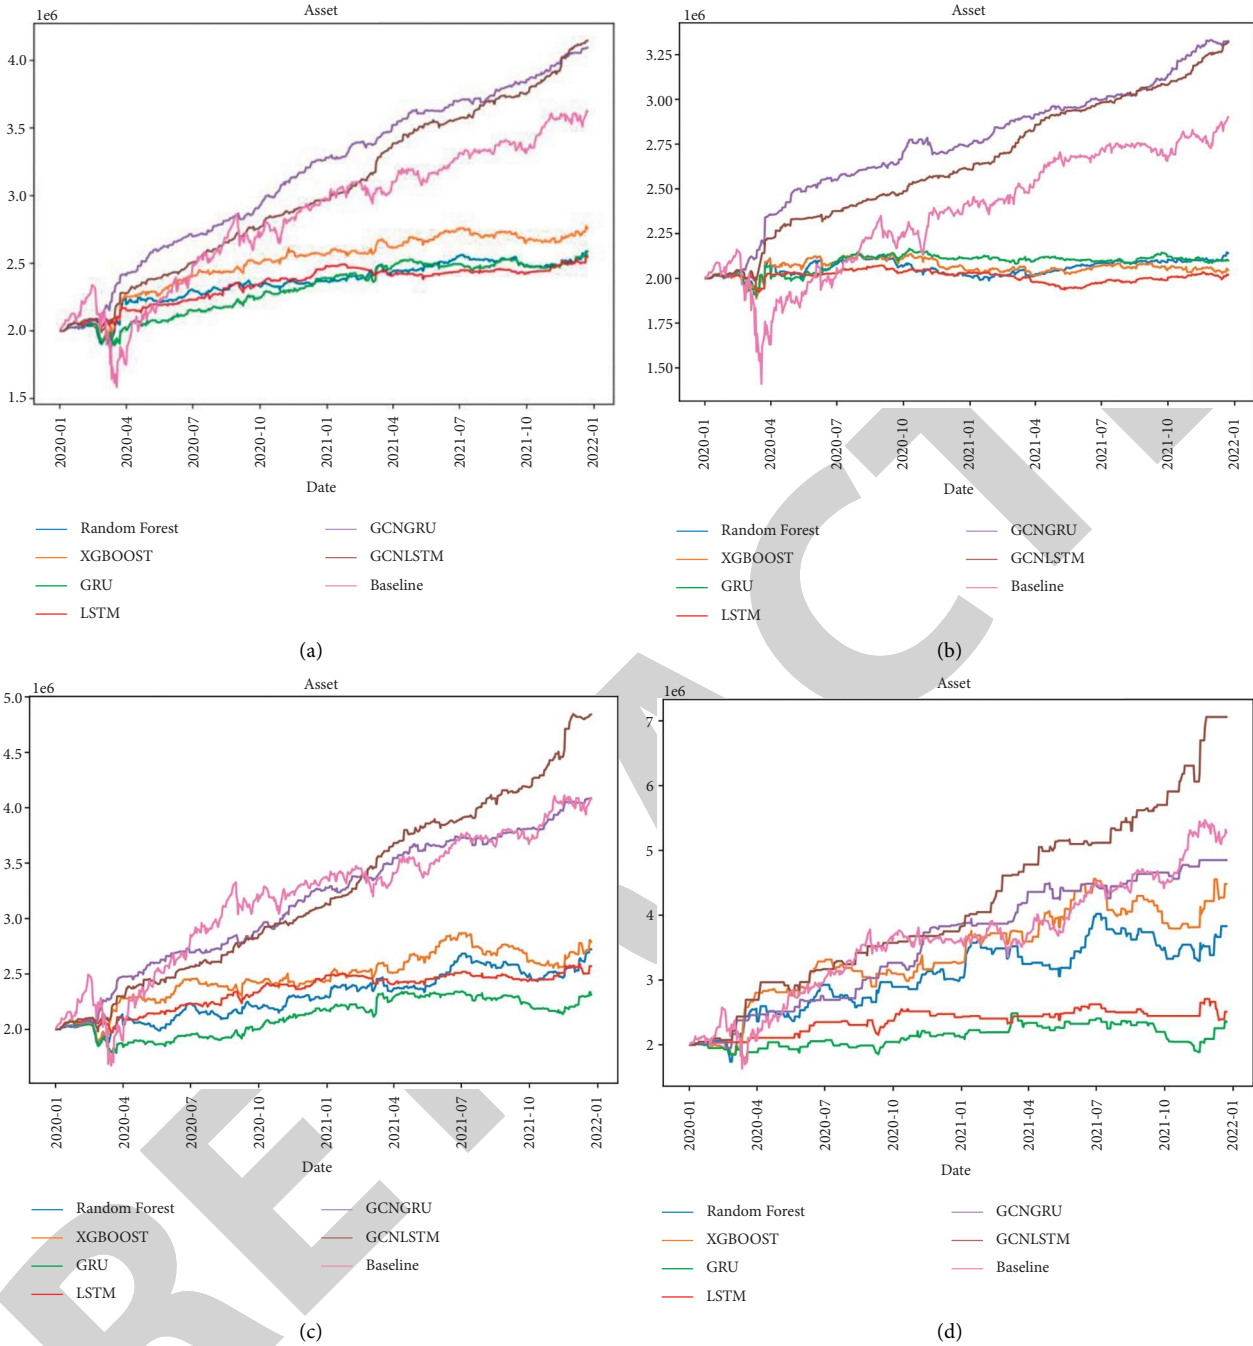 Asset
1e6
4.0
3.5
3.0
2.5
2.0
1.5
2020-01
2020-04
2020-07
2020-10
2021-01
2021-04
2021-07
2021-10
2022-01
Date
Random Forest
XGBOOST
GRU
LSTM
GCNGRU
GCNLSTM
Baseline
(a)
Asset
1e6
3.25
3.00
2.75
2.50
2.25
2.00
1.75
1.50
2020-01
2020-04
2020-07
2020-10
2021-01
2021-04
2021-07
2021-10
2022-01
Date
Random Forest
XGBOOST
GRU
LSTM
GCNGRU
GCNLSTM
Baseline
(b)
Asset
1e6
5.0
4.5
4.0
3.5
3.0
2.5
2.0
2020-01
2020-04
2020-07
2020-10
2021-01
2021-04
2021-07
2021-10
2022-01
Date
Random Forest
XGBOOST
GRU
LSTM
GCNGRU
GCNLSTM
Baseline
(c)
Asset
1e6
7
6
5
4
3
2
2020-01
2020-04
2020-07
2020-10
2021-01
2021-04
2021-07
2021-10
2022-01
Date
Random Forest
XGBOOST
GRU
LSTM
GCNGRU
GCNLSTM
Baseline
(d)